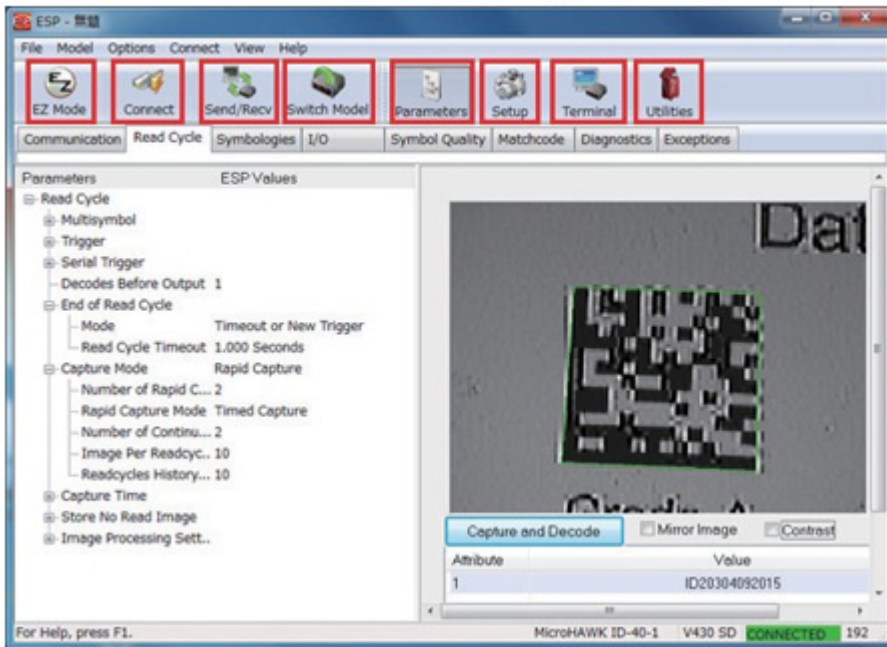 ESP - 無題
File Model Options Connect View Help
EZ Mode Connect Send/Recv Switch Model Parameters Setup Terminal Utilities
Communication Read Cycle Symbologies I/O Symbol Quality Matchcode Diagnostics Exceptions
Parameters ESP Values
Read Cycle
Multisymbol
Trigger
Serial Trigger
Decodes Before Output 1
End of Read Cycle
Mode Timeout or New Trigger
Read Cycle Timeout 1.000 Seconds
Capture Mode Rapid Capture
Number of Rapid C... 2
Rapid Capture Mode Timed Capture
Number of Continu... 2
Image Per Readcyc.. 10
Readcycles History... 10
Capture Time
Store No Read Image
Image Processing Sett..
Dat
Capture and Decode Mirror Image Contrast
Attribute Value
1 ID20304092015
For Help, press F1. MicroHAWK ID-40-1 V430 SD CONNECTED 192